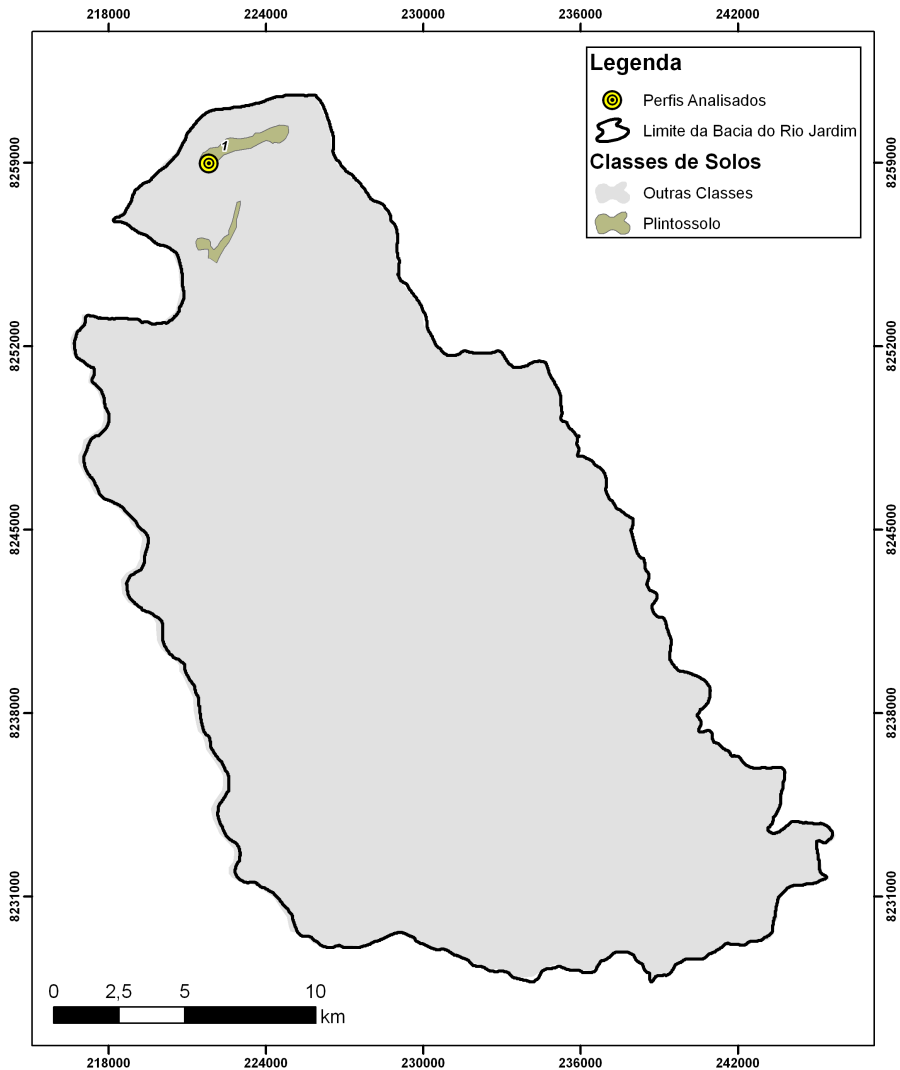 218000 224000 230000 236000 242000
Legenda
Perfis Analisados
Limite da Bacia do Rio Jardim
Classes de Solos
Outras Classes
Plintossolo
1
8259000 8259000
8252000 8252000
8245000 8245000
8238000 8238000
8231000 8231000
0 2,5 5 10
km
218000 224000 230000 236000 242000